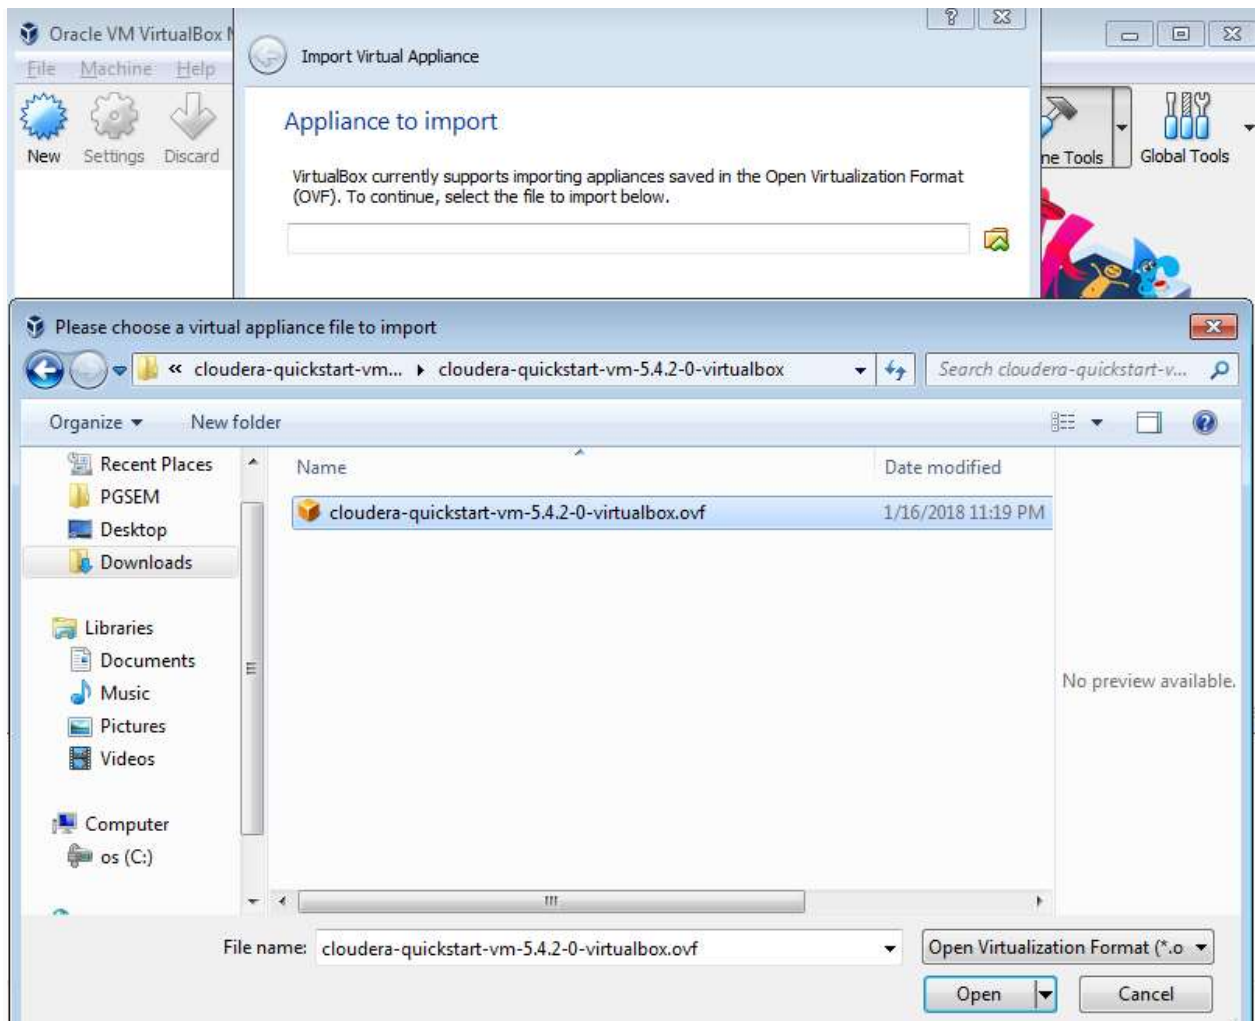 Oracle VM VirtualBox
Import Virtual Appliance
File Machine Help
Appliance to import
New Settings Discard
VirtualBox currently supports importing appliances saved in the Open Virtualization Format
(OVF). To continue, select the file to import below.
ne Tools
Global Tools
Please choose a virtual appliance file to import
« cloudera-quickstart-vm... cloudera-quickstart-vm-5.4.2-0-virtualbox
Search cloudera-quickstart-v...
Organize New folder
Name Date modified
cloudera-quickstart-vm-5.4.2-0-virtualbox.ovf 1/16/2018 11:19 PM
Recent Places
PGSEM
Desktop
Downloads
Libraries
Documents
Music
Pictures
Videos
Computer
os (C:)
No preview available.
File name: cloudera-quickstart-vm-5.4.2-0-virtualbox.ovf
Open Virtualization Format (*.o
Open Cancel